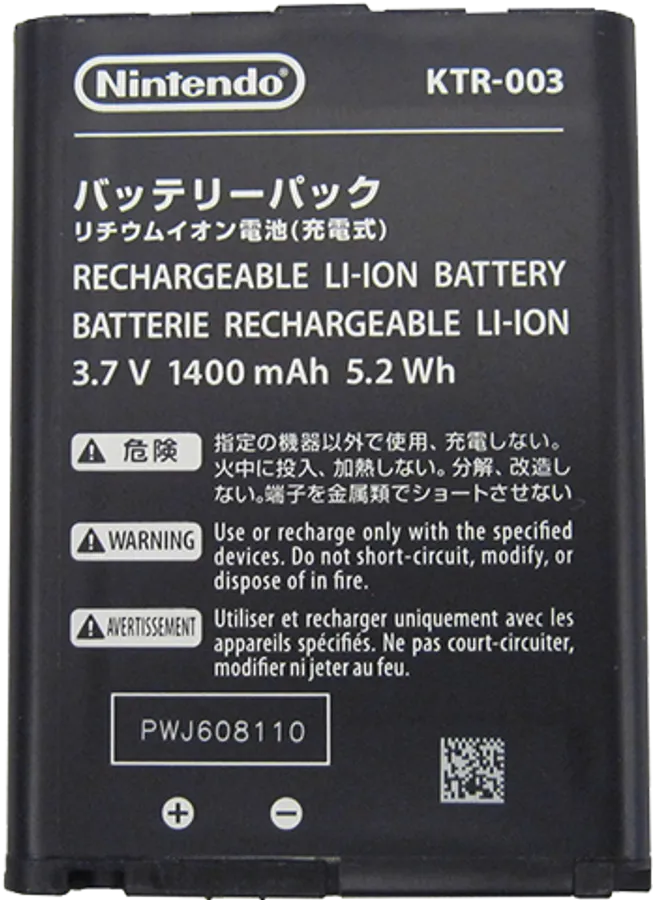 Nintendo®
KTR-003
バッテリーパック
リチウムイオン電池(充電式)
RECHARGEABLE LI-ION BATTERY
BATTERIE RECHARGEABLE LI-ION
3.7 V 1400 mAh 5.2 Wh
危険
指定の機器以外で使用、充電しない。
火中に投入、加熱しない。分解、改造し
ない。端子を金属類でショートさせない
WARNING
Use or recharge only with the specified
devices. Do not short-circuit, modify, or
dispose of in fire.
AVERTISSEMENT
Utiliser et recharger uniquement avec les
appareils spécifiés. Ne pas court-circuiter,
modifier ni jeter au feu.
PWJ608110
+ −